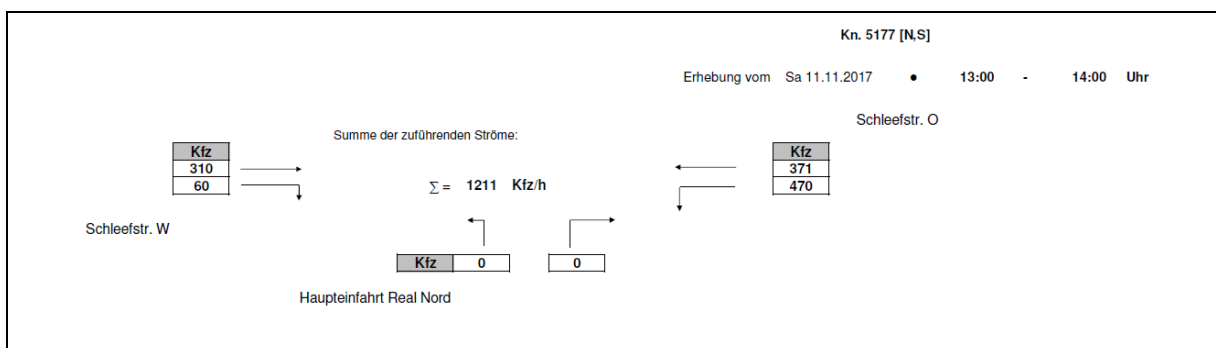 Kn. 5177 [N,S]
Erhebung vom Sa 11.11.2017 ● 13:00 - 14:00 Uhr
Schleefstr. O
Summe der zuführenden Ströme:
Kfz
310
60
∑ = 1211 Kfz/h
Kfz
371
470
Schleefstr. W
Kfz 0 0
Haupteinfahrt Real Nord